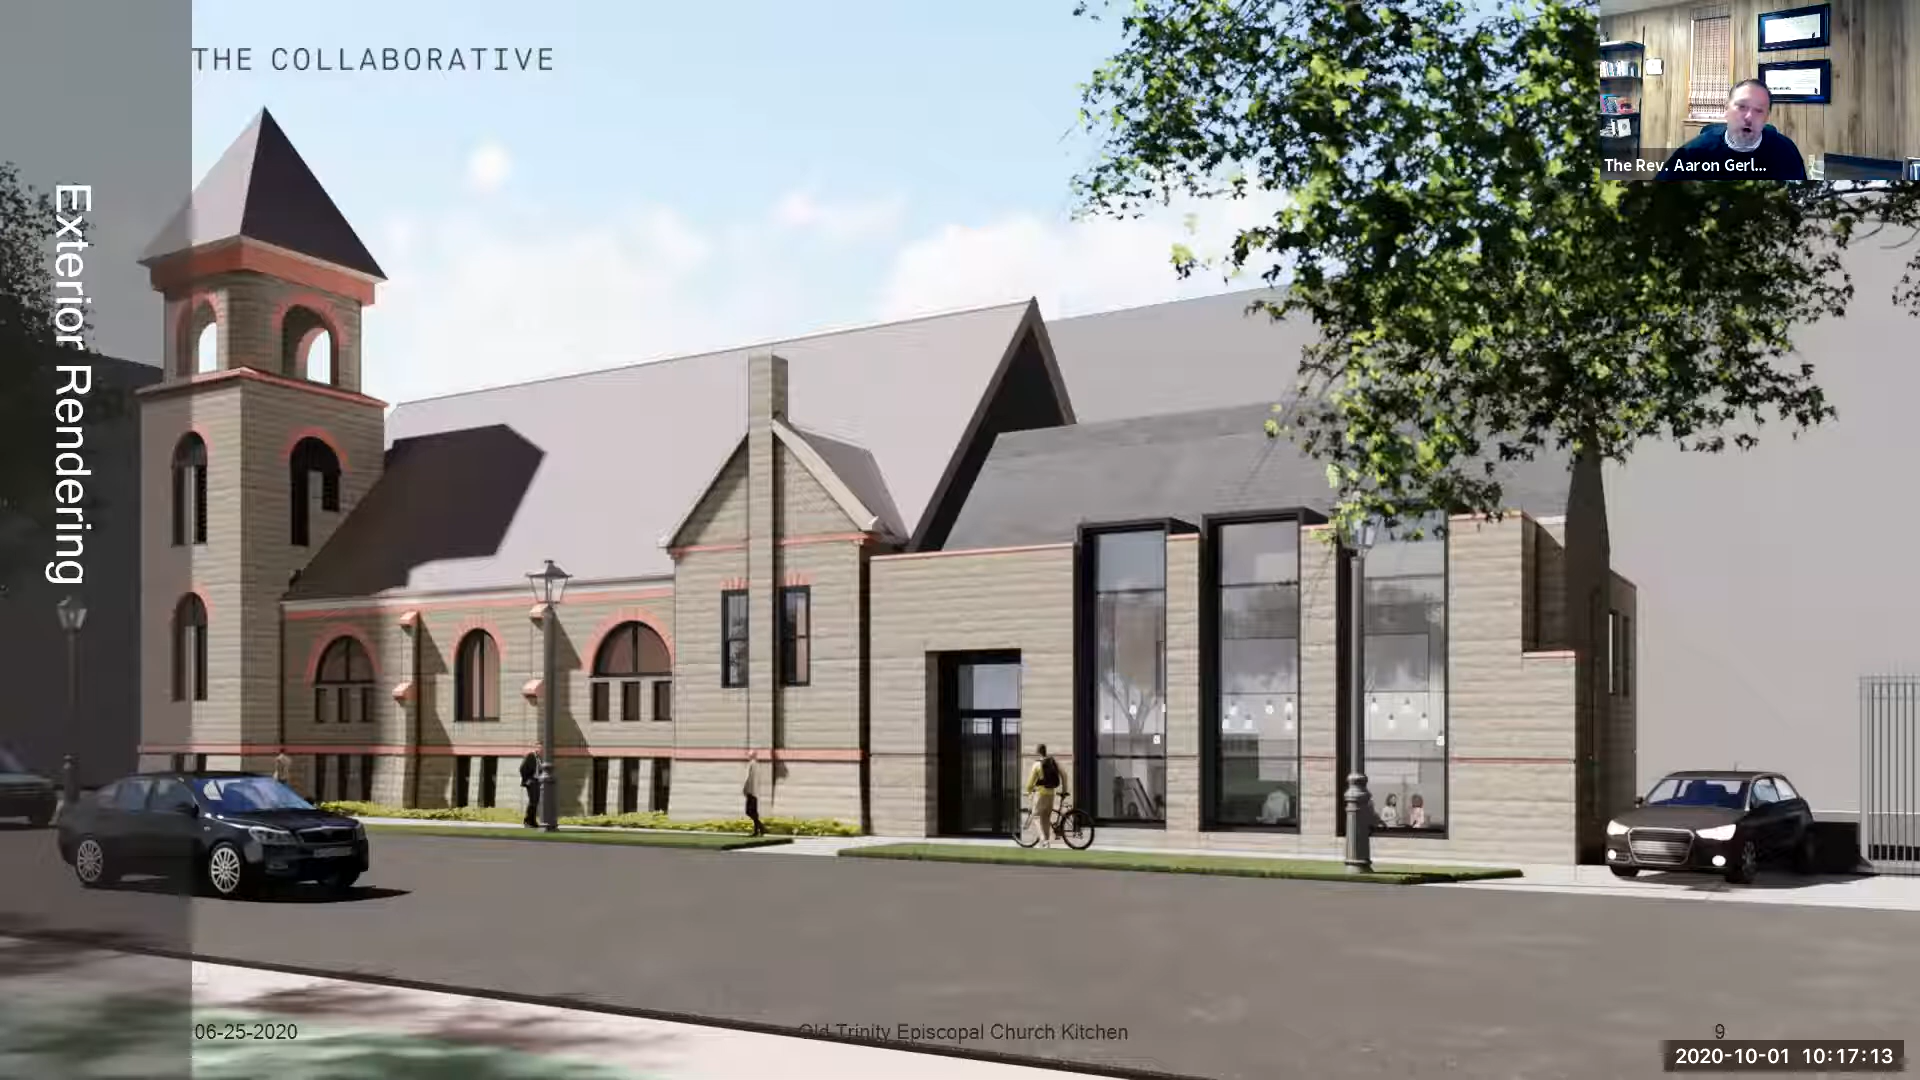 THE COLLABORATIVE
The Rev. Aaron Gerl...
Exterior Rendering
06-25-2020
Old Trinity Episcopal Church Kitchen
9
2020-10-01 10:17:13